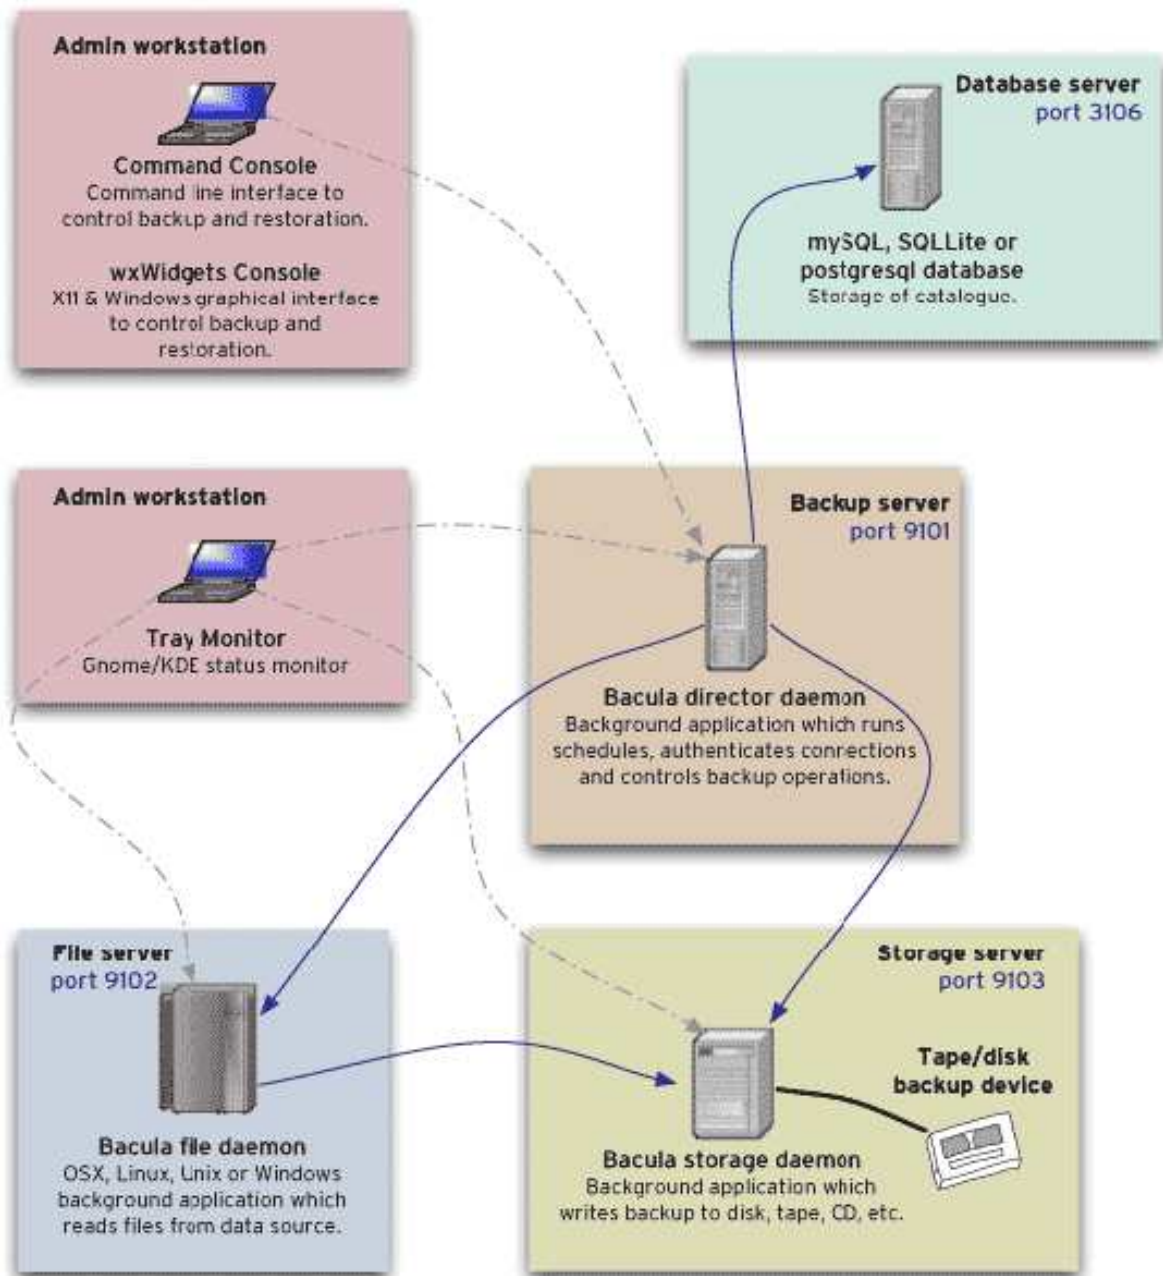 Admin workstation
Command Console
Command line interface to
control backup and restoration.
wxWidgets Console
X11 & Windows graphical interface
to control backup and
restoration.
Database server
port 3106
mySQL, SQLLite or
postgresql database
Storage of catalogue.
Admin workstation
Tray Monitor
Gnome/KDE status monitor
Backup server
port 9101
Bacula director daemon
Background application which runs
schedules, authenticates connections
and controls backup operations.
File server
port 9102
Bacula file daemon
OSX, Linux, Unix or Windows
background application which
reads files from data source.
Storage server
port 9103
Tape/disk
backup device
Bacula storage daemon
Background application which
writes backup to disk, tape, CD, etc.